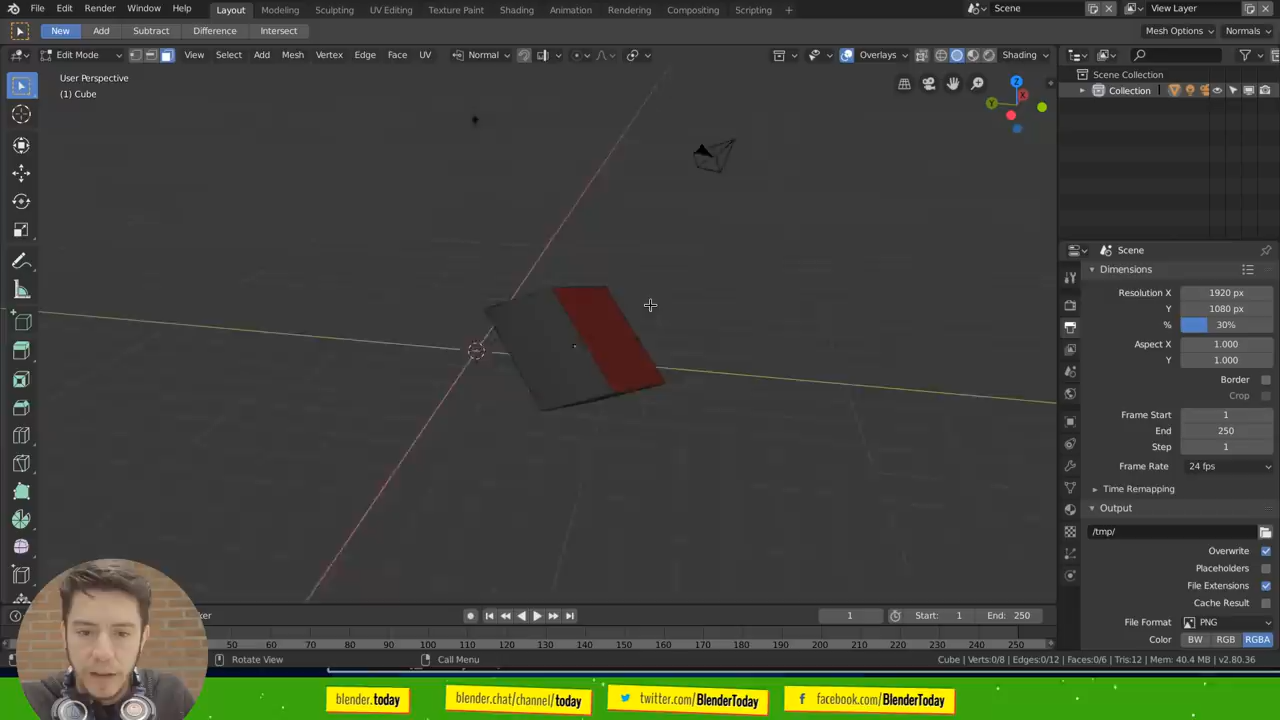 File Edit Render Window Help Layout Modeling Sculpting UV Editing Texture Paint Shading Animation Rendering Compositing Scripting + Scene View Layer
New Add Subtract Difference Intersect Mesh Options Normals
Edit Mode View Select Add Mesh Vertex Edge Face UV Normal Overlays Shading
User Perspective
(1) Cube
Z
X
Y
Scene Collection
Collection
Scene
Dimensions
Resolution X 1920 px
Y 1080 px
% 30%
Aspect X 1.000
Y 1.000
Border
Crop
Frame Start 1
End 250
Step 1
Frame Rate 24 fps
Time Remapping
Output
/tmp/
Overwrite
Placeholders
File Extensions
Cache Result
File Format PNG
Color BW RGB RGBA
1 Start: 1 End: 250
50 60 70 80 90 100 110 120 130 140 150 160 170 180 190 200 210 220 230 240 250
Rotate View Call Menu Cube | Verts:0/8 | Edges:0/12 | Faces:0/6 | Tris:12 | Mem: 40.4 MB | v2.80.36
blender.today blender.chat/channel/today twitter.com/BlenderToday facebook.com/BlenderToday